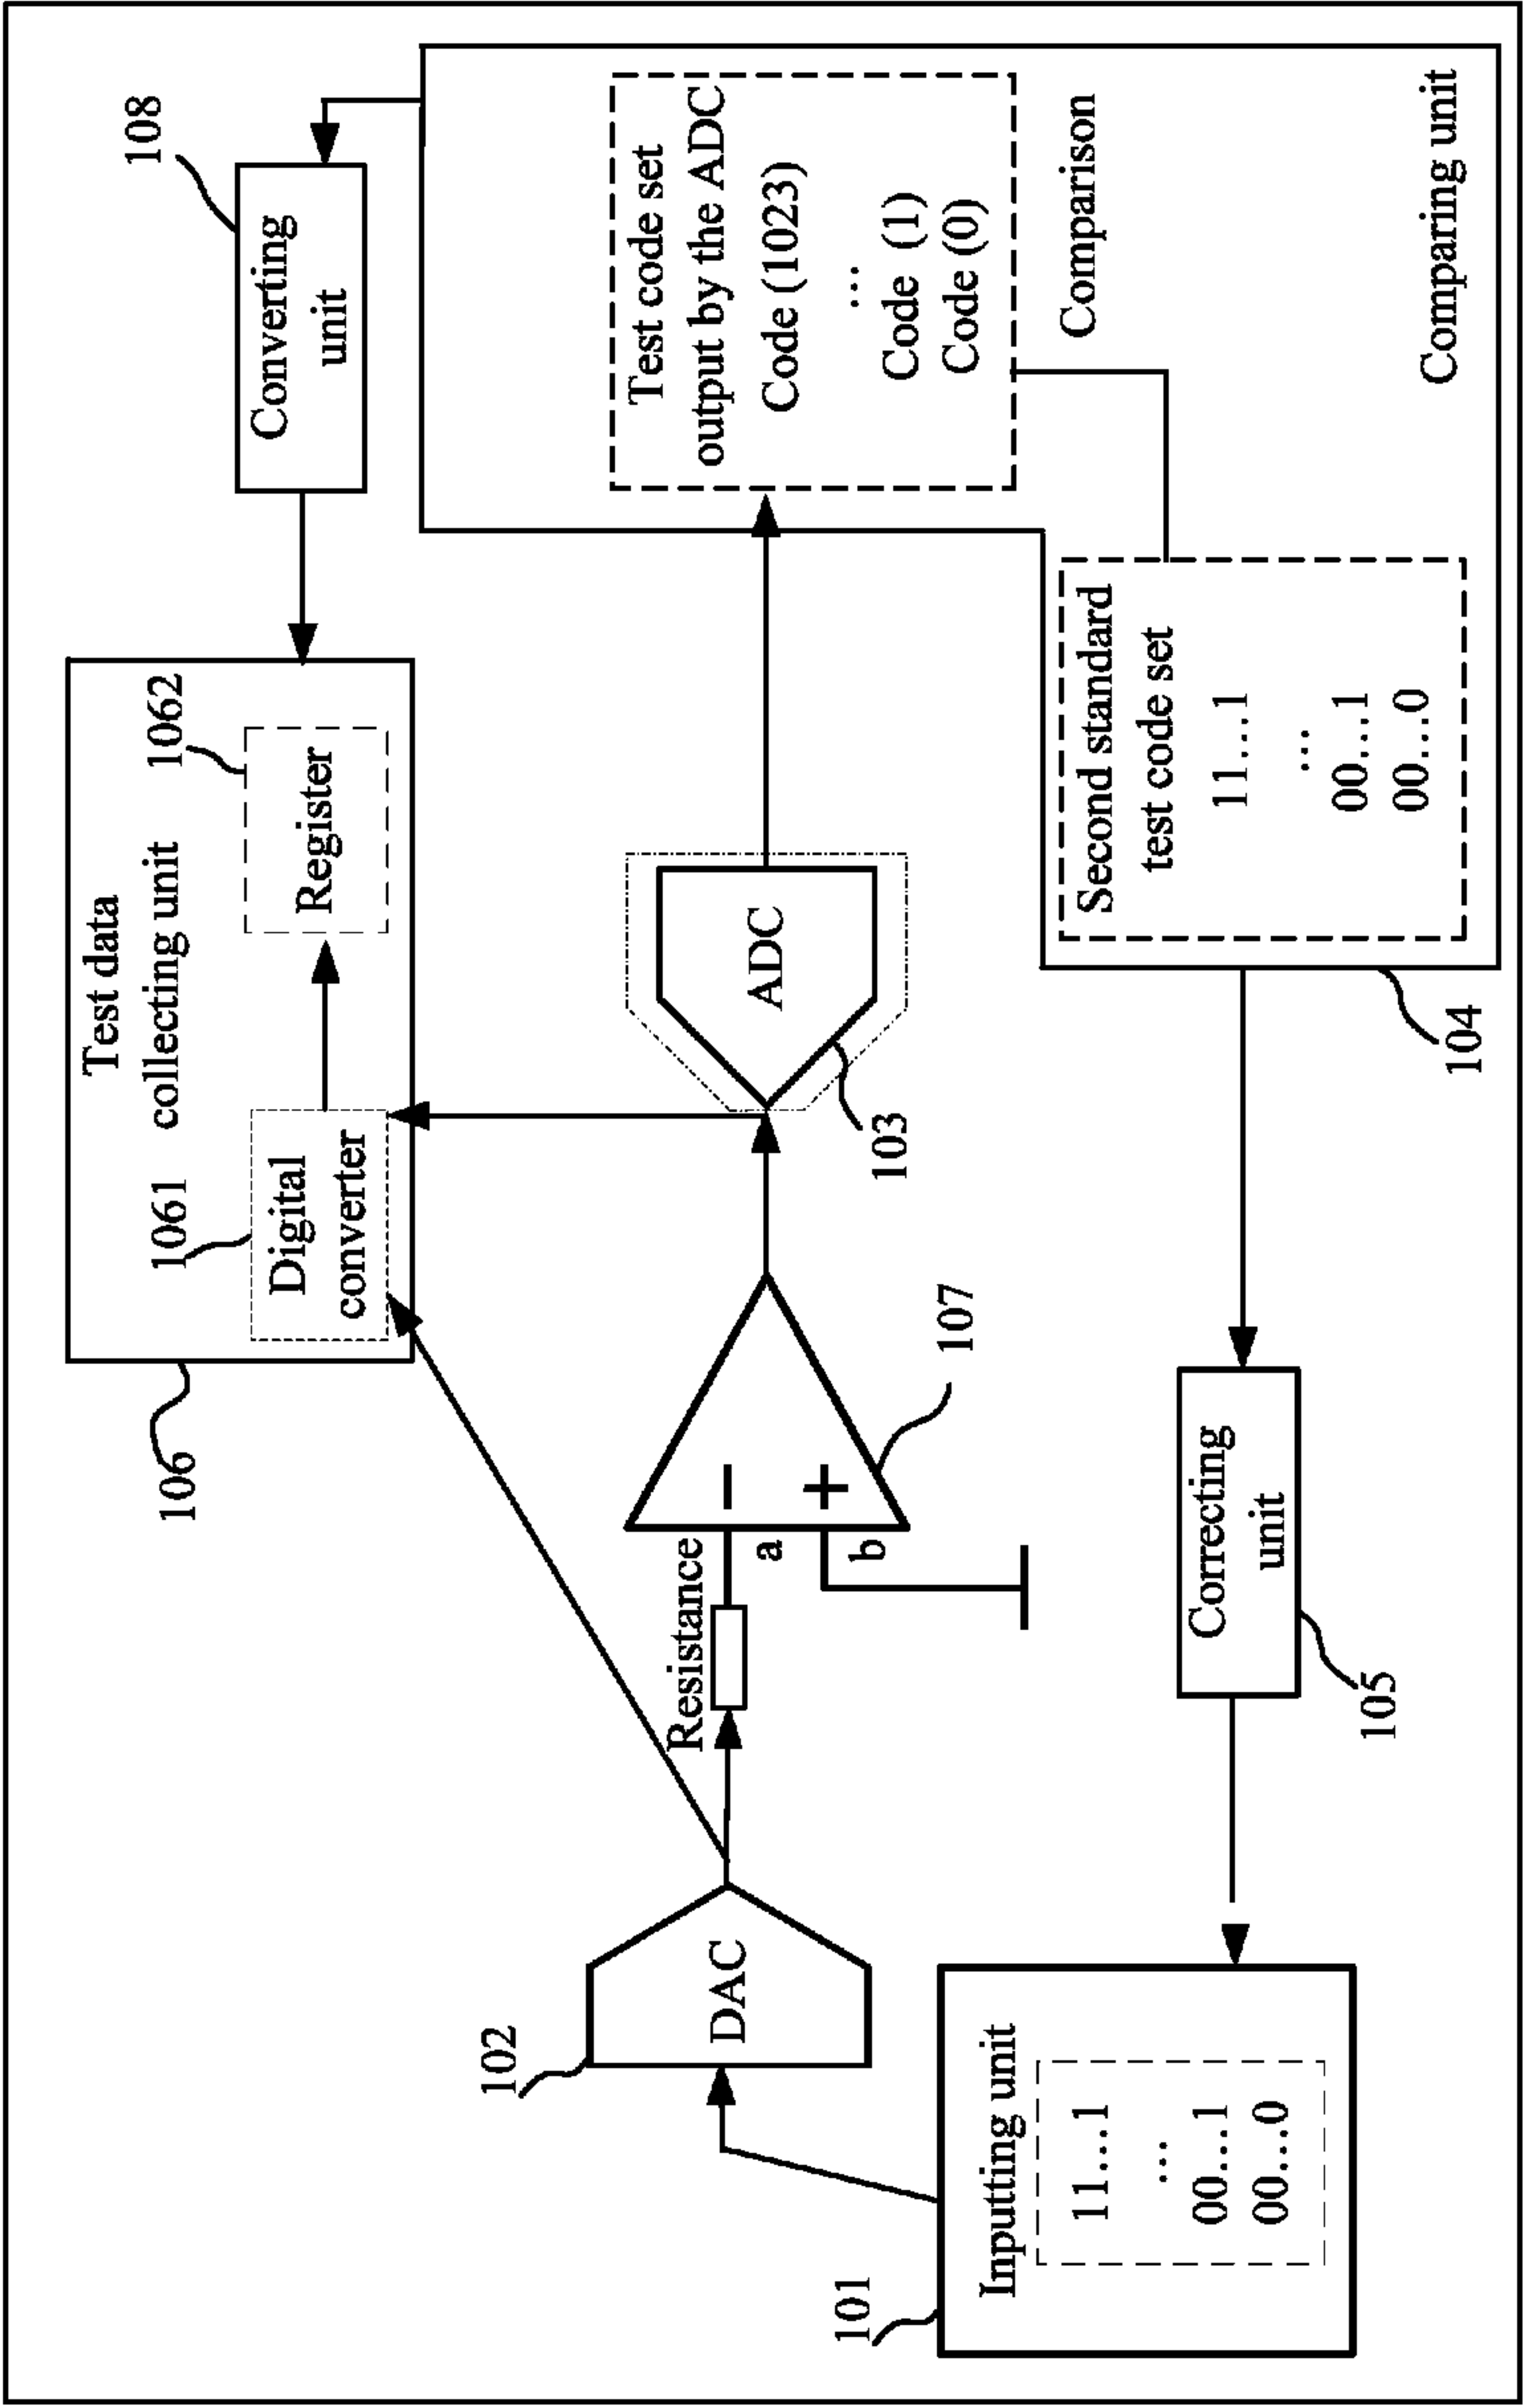 106
1061
Test data
collecting unit
1062
Digital
converter
Register
108
Converting
unit
102
DAC
Resistance
a
b
107
103
ADC
Test code set
output by the ADC
Code (1023)
...
Code (1)
Code (0)
Comparison
Comparing unit
101
Inputting unit
11...1
...
00...1
00...0
Correcting
unit
105
Second standard
test code set
11...1
...
00...1
00...0
104